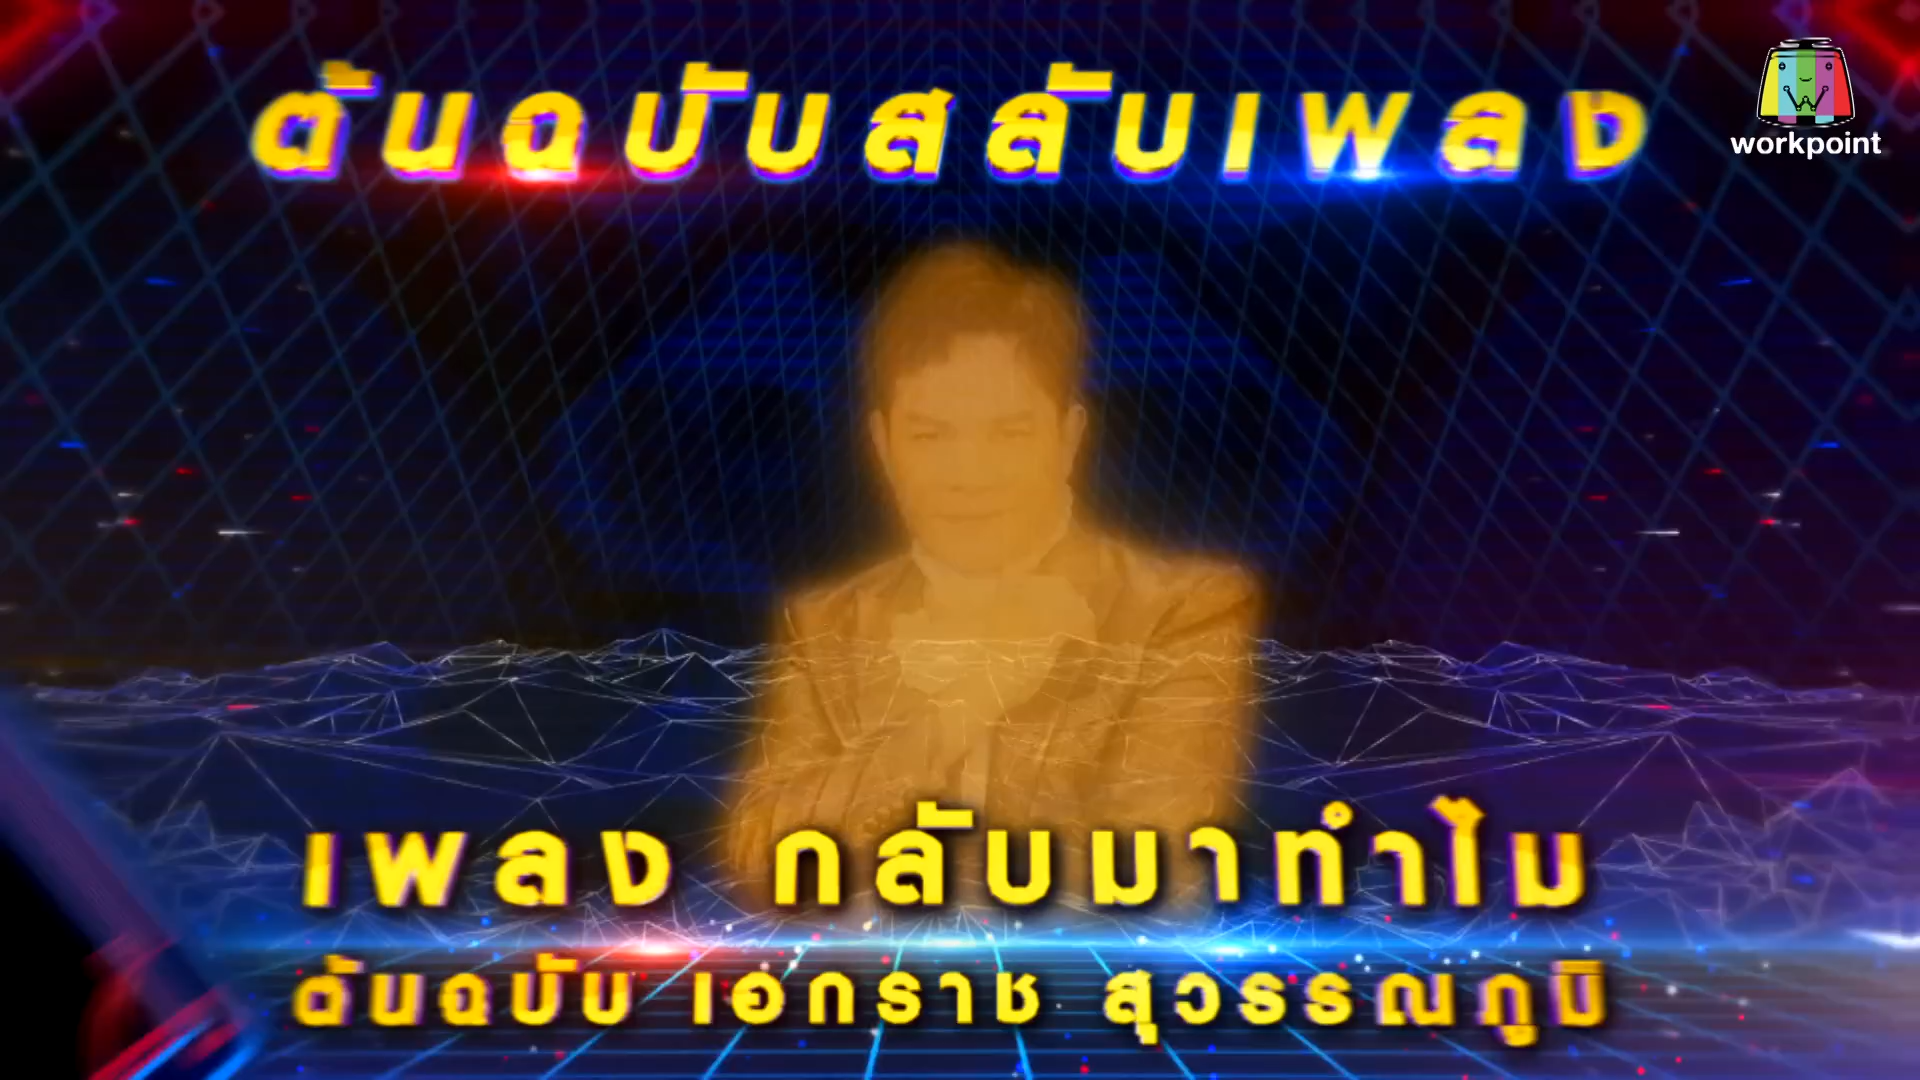 ต้นฉบับสลับเพลง
workpoint
เพลง กลับมาทำไม
ต้นฉบับ เอกราช สุวรรณภูมิ